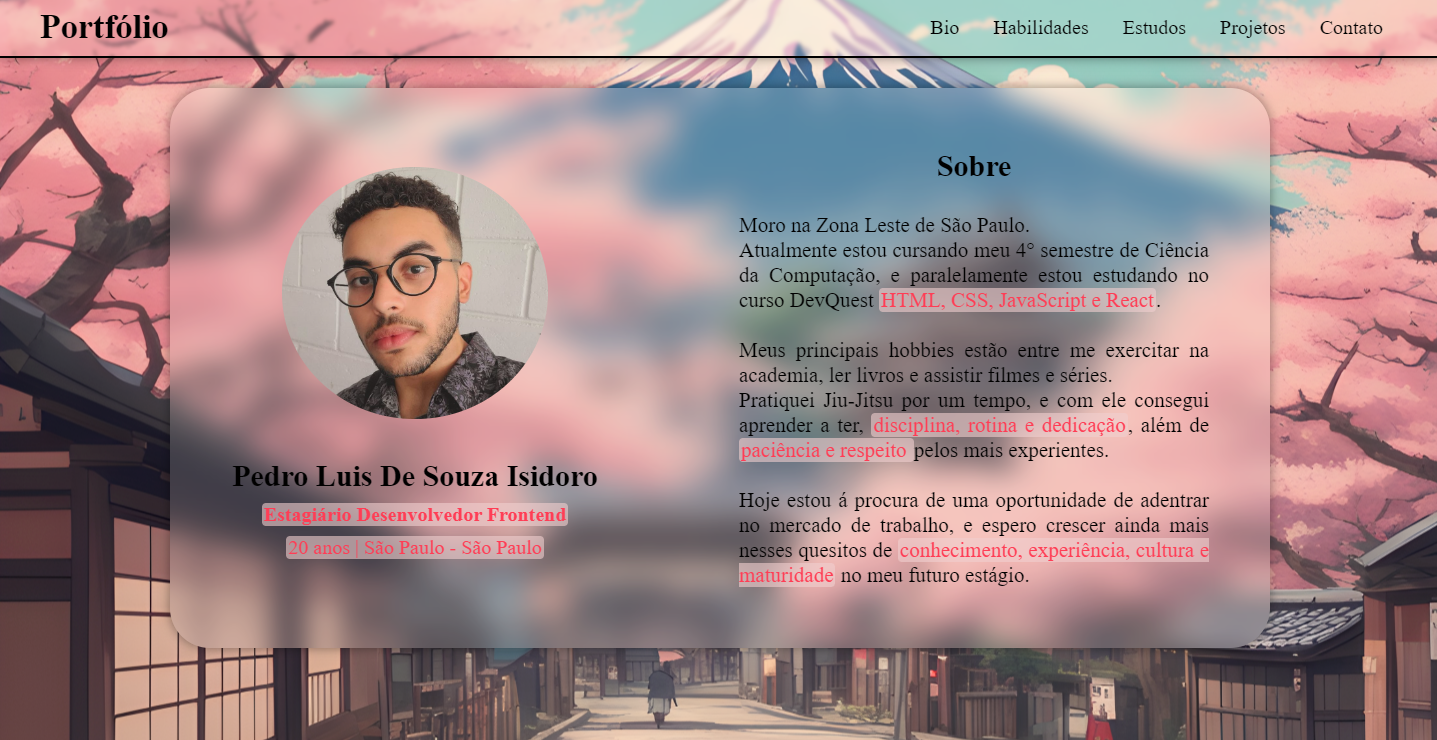 Portfólio
Bio Habilidades Estudos Projetos Contato
Pedro Luis De Souza Isidoro
Estagiário Desenvolvedor Frontend
20 anos | São Paulo - São Paulo
Sobre
Moro na Zona Leste de São Paulo.
Atualmente estou cursando meu 4° semestre de Ciência
da Computação, e paralelamente estou estudando no
curso DevQuest HTML, CSS, JavaScript e React.
Meus principais hobbies estão entre me exercitar na
academia, ler livros e assistir filmes e séries.
Pratiquei Jiu-Jitsu por um tempo, e com ele consegui
aprender a ter, disciplina, rotina e dedicação, além de
paciência e respeito pelos mais experientes.
Hoje estou á procura de uma oportunidade de adentrar
no mercado de trabalho, e espero crescer ainda mais
nesses quesitos de conhecimento, experiência, cultura e
maturidade no meu futuro estágio.